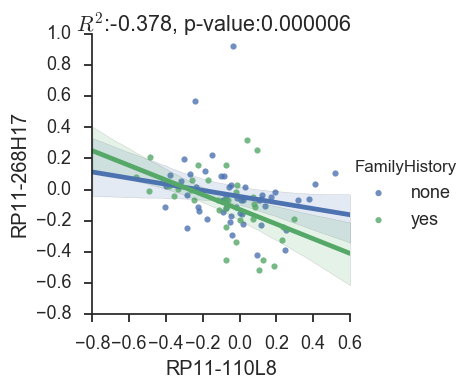 R²:-0.378, p-value:0.000006
1.0
0.8
0.6
0.4
0.2
0.0
−0.2
−0.4
−0.6
−0.8
RP11-268H17
FamilyHistory
none
yes
−0.8 −0.6 −0.4 −0.2 0.0 0.2 0.4 0.6
RP11-110L8